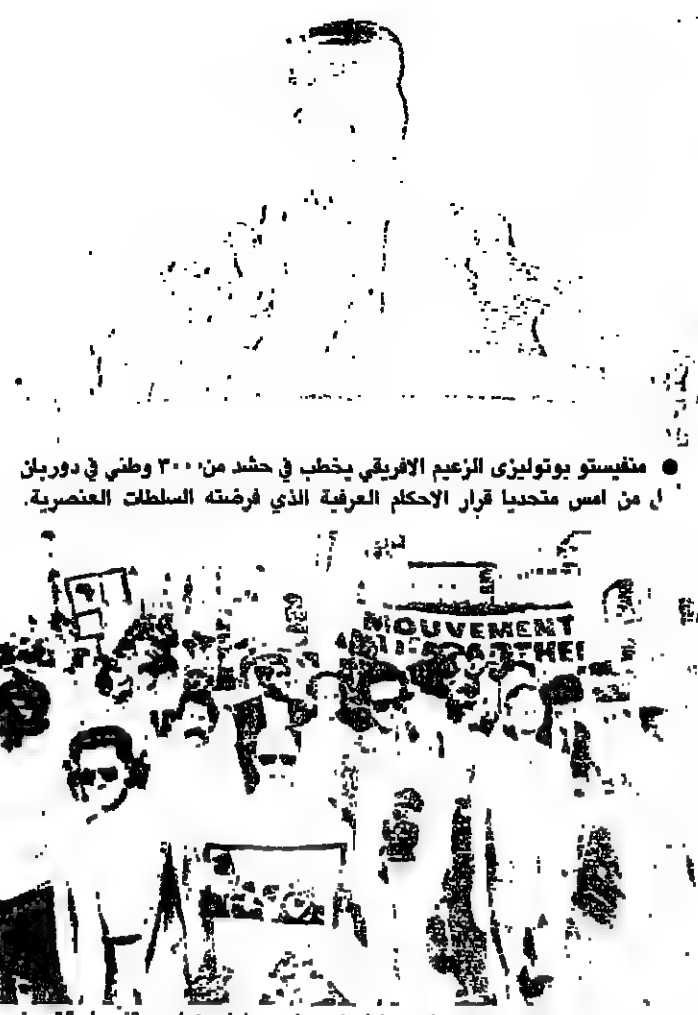 ● منفيستو بوتوليزى الزعيم الافريقي يخطب في حشد من ٣٠٠٠ وطني في دوربان
من امس متحديا قرار الاحكام العرفية الذي فرضته السلطات العنصرية.
MOUVEMENT